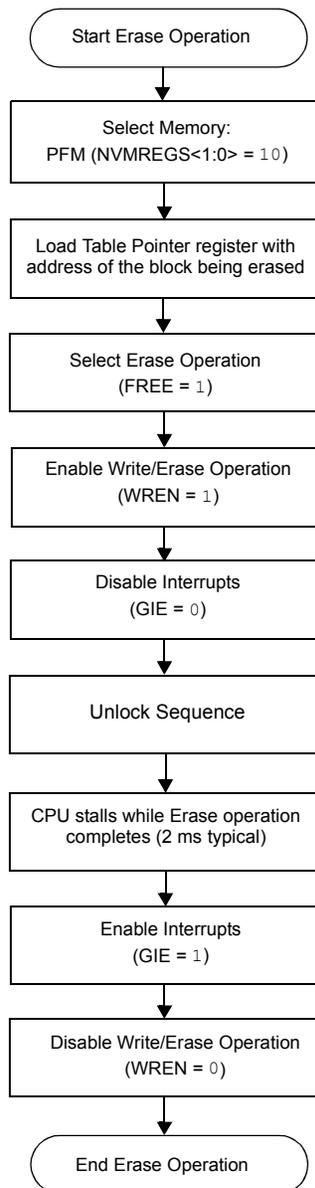 Start Erase Operation
Select Memory:
PFM (NVMREGS<1:0> = 10)
Load Table Pointer register with
address of the block being erased
Select Erase Operation
(FREE = 1)
Enable Write/Erase Operation
(WREN = 1)
Disable Interrupts
(GIE = 0)
Unlock Sequence
CPU stalls while Erase operation
completes (2 ms typical)
Enable Interrupts
(GIE = 1)
Disable Write/Erase Operation
(WREN = 0)
End Erase Operation